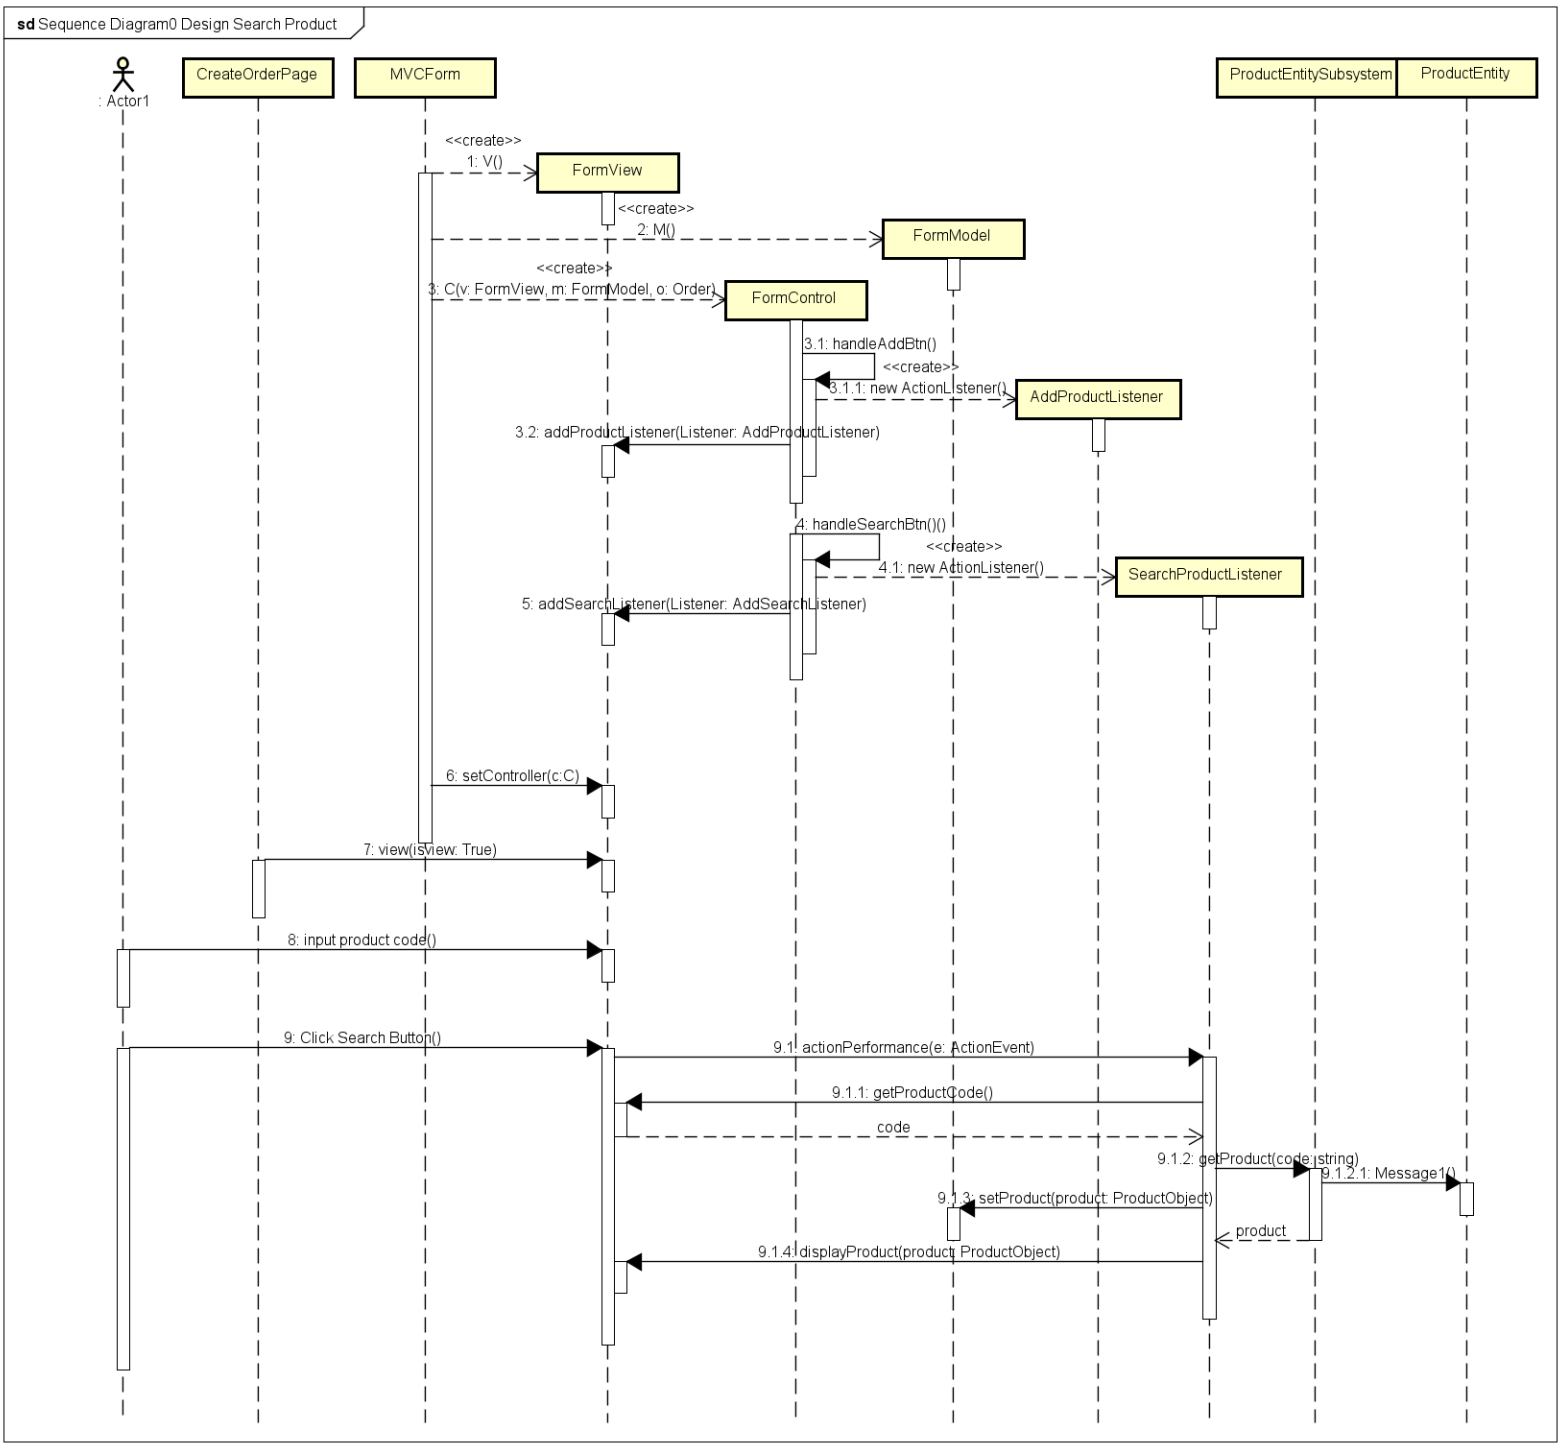 sd Sequence Diagram0 Design Search Product
: Actor1
CreateOrderPage
MVCForm
ProductEntitySubsystem
ProductEntity
<<create>>
1: V()
FormView
<<create>>
2: M()
FormModel
<<create>>
3: C(v: FormView, m: FormModel, o: Order)
FormControl
3.1: handleAddBtn()
<<create>>
3.1.1: new ActionListener()
AddProductListener
3.2: addProductListener(Listener: AddProductListener)
4: handleSearchBtn()()
<<create>>
4.1: new ActionListener()
SearchProductListener
5: addSearchListener(Listener: AddSearchListener)
6: setController(c:C)
7: view(isview: True)
8: input product code()
9: Click Search Button()
9.1: actionPerformance(e: ActionEvent)
9.1.1: getProductCode()
code
9.1.2: getProduct(code: string)
9.1.2.1: Message1()
9.1.3: setProduct(product: ProductObject)
product
9.1.4: displayProduct(product: ProductObject)